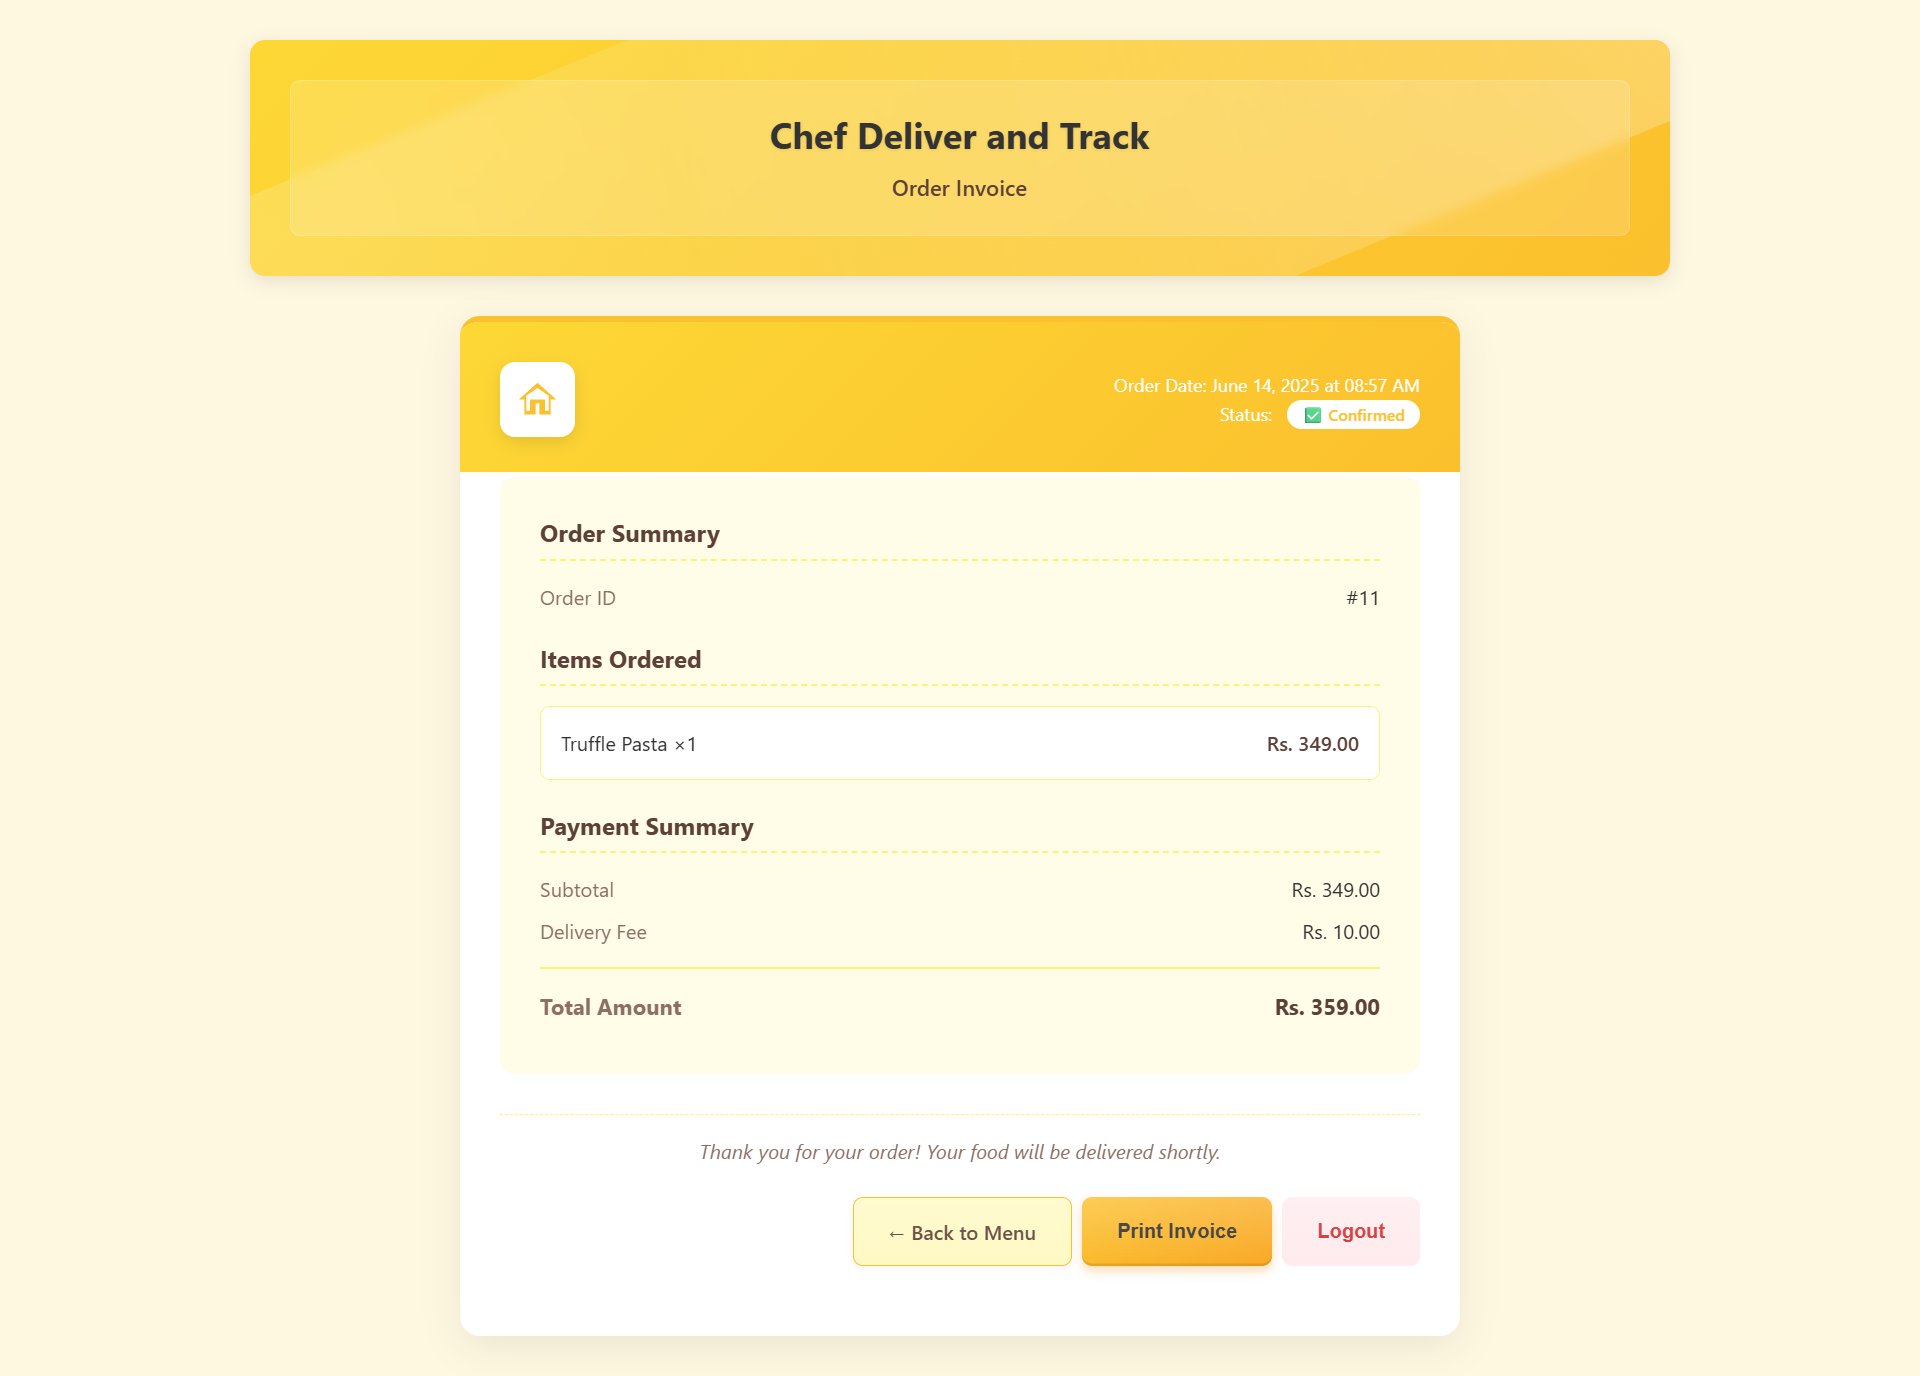 Chef Deliver and Track
Order Invoice
Order Date: June 14, 2025 at 08:57 AM
Status: ✅ Confirmed
Order Summary
Order ID #11
Items Ordered
Truffle Pasta ×1 Rs. 349.00
Payment Summary
Subtotal Rs. 349.00
Delivery Fee Rs. 10.00
Total Amount Rs. 359.00
Thank you for your order! Your food will be delivered shortly.
← Back to Menu Print Invoice Logout